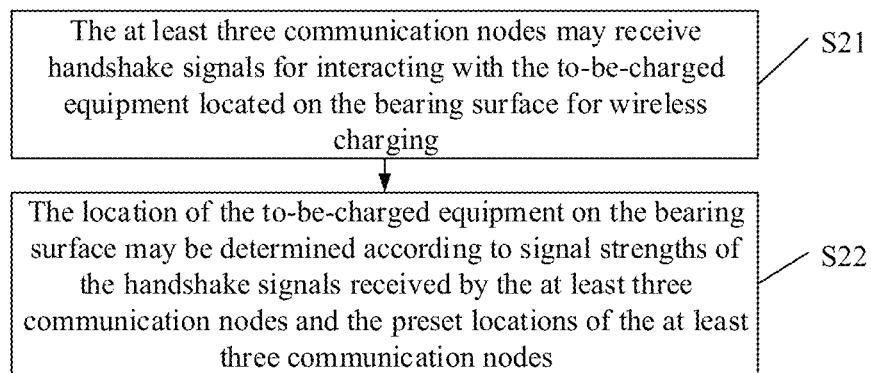 The at least three communication nodes may receive
handshake signals for interacting with the to-be-charged
equipment located on the bearing surface for wireless
charging
S21
The location of the to-be-charged equipment on the bearing
surface may be determined according to signal strengths of
the handshake signals received by the at least three
communication nodes and the preset locations of the at least
three communication nodes
S22